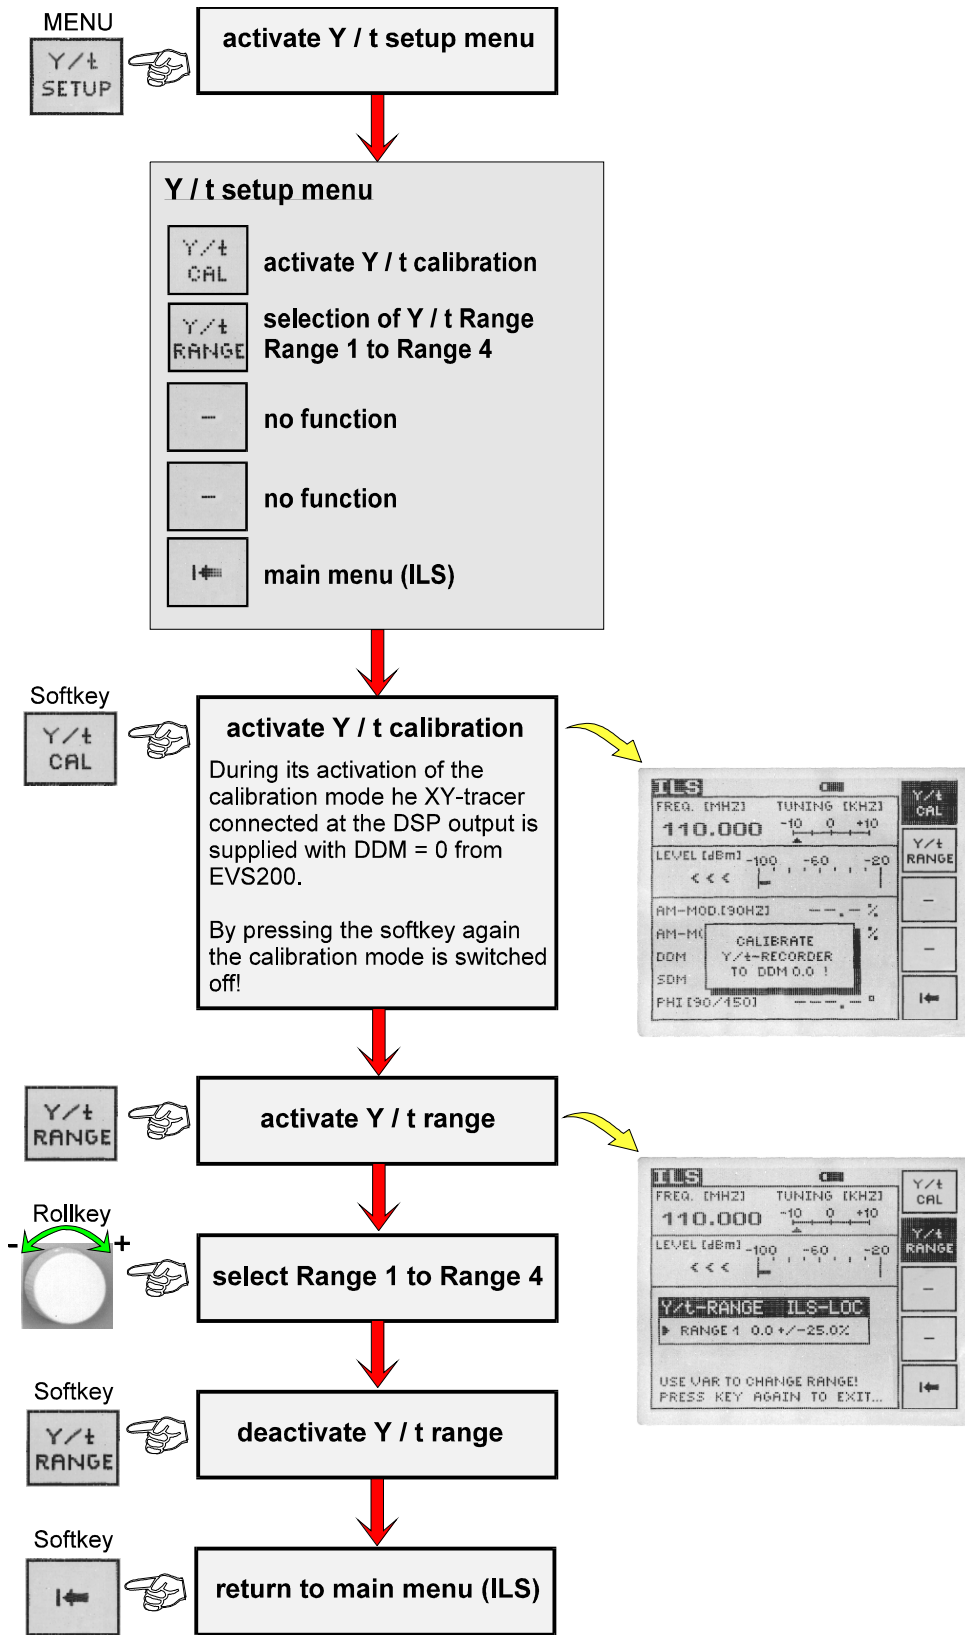 MENU
Y/t
SETUP
activate Y / t setup menu
Y / t setup menu
Y/t
CAL
activate Y / t calibration
Y/t
RANGE
selection of Y / t Range
Range 1 to Range 4
–
no function
–
no function
main menu (ILS)
Softkey
Y/t
CAL
activate Y / t calibration
During its activation of the
calibration mode he XY-tracer
connected at the DSP output is
supplied with DDM = 0 from
EVS200.
By pressing the softkey again
the calibration mode is switched
off!
ILS
FREQ. [MHZ] TUNING [KHZ]
110.000 -10 0 +10
LEVEL [dBm] -100 -60 -20
<<<
AM-MOD.[90HZ] ---.- %
AM-M( %
DDM
SDM
PHI [90/150] ---.- °
CALIBRATE
Y/t-RECORDER
TO DDM 0.0 !
Y/t
CAL
Y/t
RANGE
–
–
Y/t
RANGE
activate Y / t range
Rollkey
- +
select Range 1 to Range 4
ILS
FREQ. [MHZ] TUNING [KHZ]
110.000 -10 0 +10
LEVEL [dBm] -100 -60 -20
<<<
Y/t-RANGE ILS-LOC
RANGE 1 0.0 +/-25.0%
USE VAR TO CHANGE RANGE!
PRESS KEY AGAIN TO EXIT...
Y/t
CAL
Y/t
RANGE
–
–
Softkey
Y/t
RANGE
deactivate Y / t range
Softkey
return to main menu (ILS)